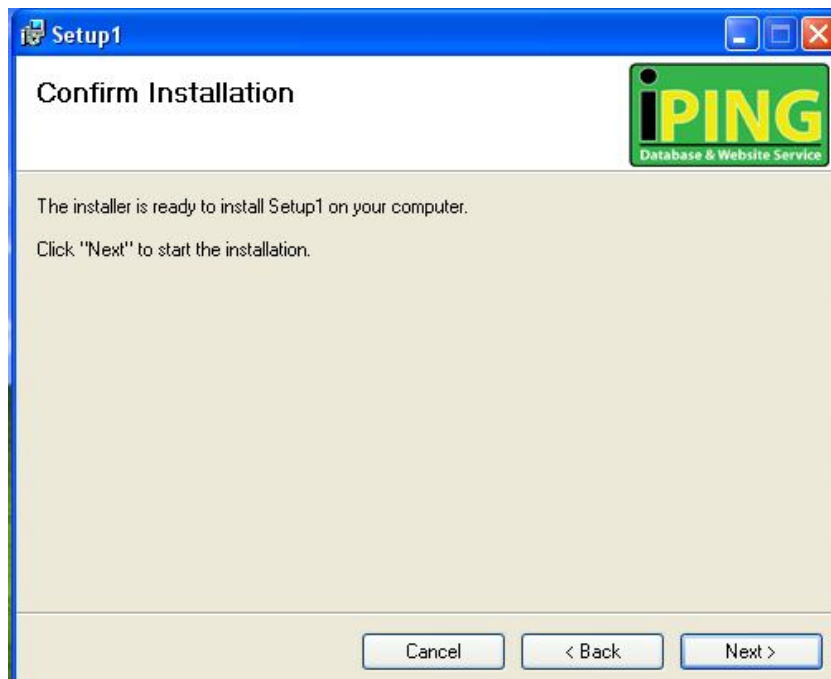 Setup1
Confirm Installation
iPING
Database & Website Service
The installer is ready to install Setup1 on your computer.
Click "Next" to start the installation.
Cancel
< Back
Next >